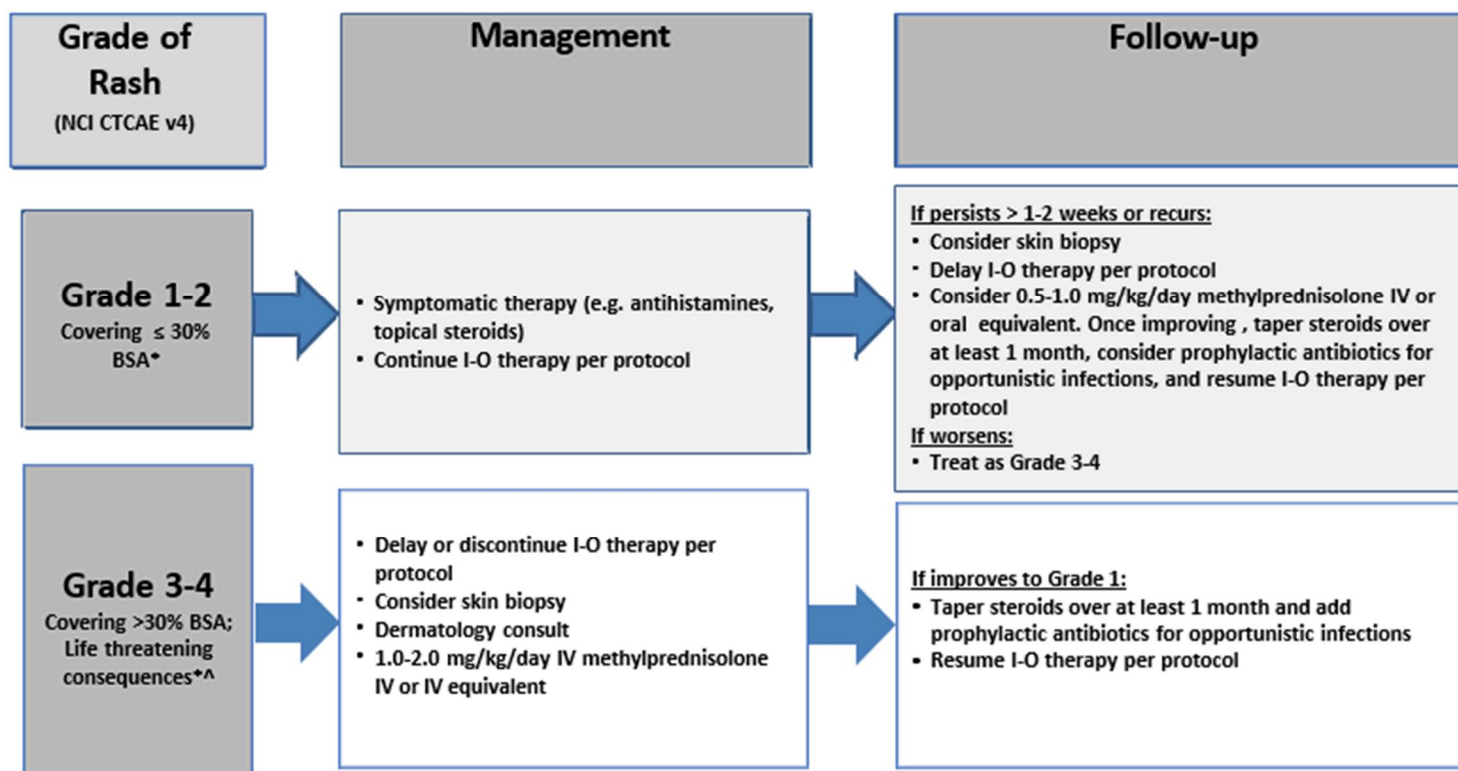 Grade of
Rash
(NCI CTCAE v4)
Management
Follow-up
Grade 1-2
Covering ≤ 30%
BSA*
• Symptomatic therapy (e.g. antihistamines,
topical steroids)
• Continue I-O therapy per protocol
If persists > 1-2 weeks or recurs:
• Consider skin biopsy
• Delay I-O therapy per protocol
• Consider 0.5-1.0 mg/kg/day methylprednisolone IV or
oral equivalent. Once improving , taper steroids over
at least 1 month, consider prophylactic antibiotics for
opportunistic infections, and resume I-O therapy per
protocol
If worsens:
• Treat as Grade 3-4
Grade 3-4
Covering >30% BSA;
Life threatening
consequences*^
• Delay or discontinue I-O therapy per
protocol
• Consider skin biopsy
• Dermatology consult
• 1.0-2.0 mg/kg/day IV methylprednisolone
IV or IV equivalent
If improves to Grade 1:
• Taper steroids over at least 1 month and add
prophylactic antibiotics for opportunistic infections
• Resume I-O therapy per protocol